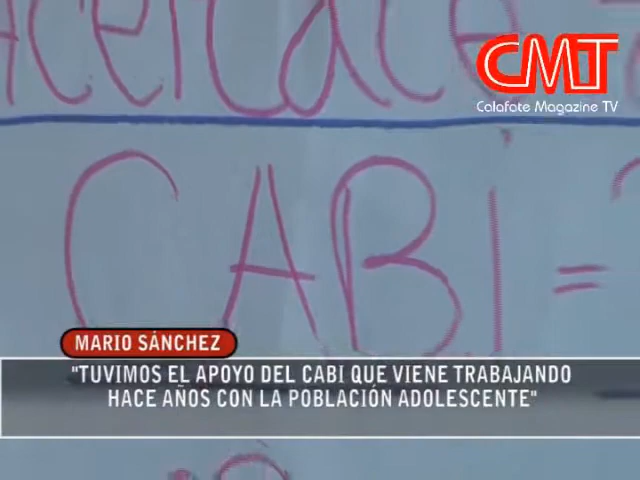 Acercate
CMT
Calafate Magazine TV
CABI =
MARIO SÁNCHEZ
"TUVIMOS EL APOYO DEL CABI QUE VIENE TRABAJANDO
HACE AÑOS CON LA POBLACIÓN ADOLESCENTE"